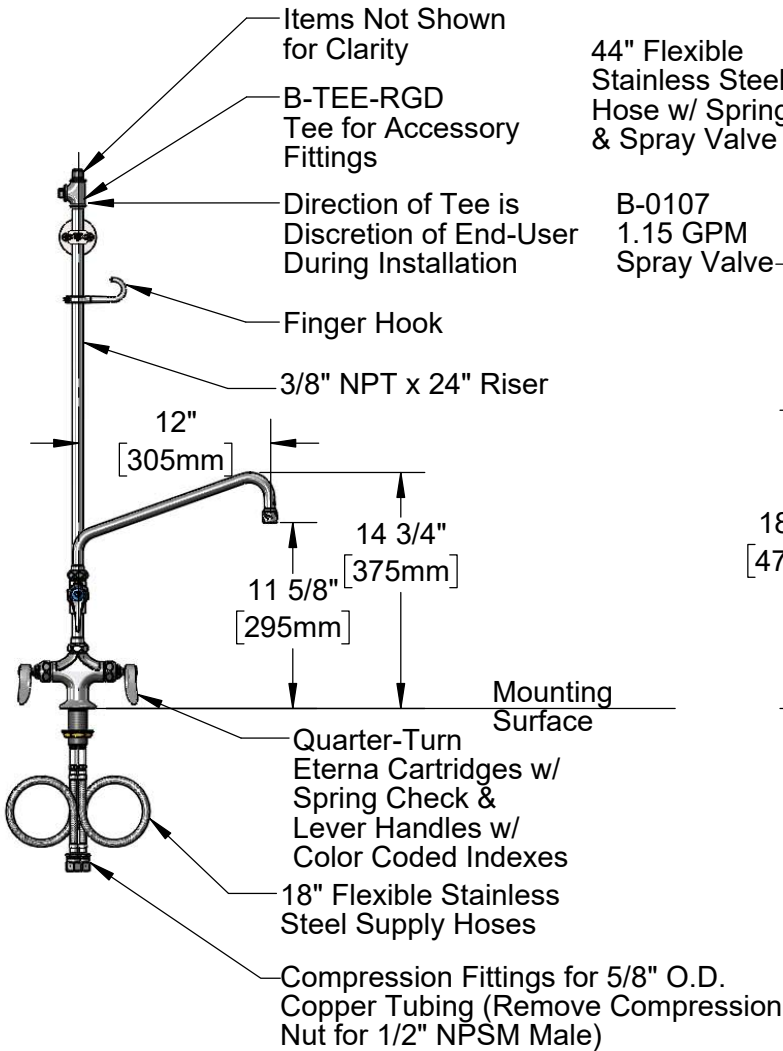 Items Not Shown
for Clarity
44" Flexible
Stainless Steel
Hose w/ Spring
& Spray Valve
B-TEE-RGD
Tee for Accessory
Fittings
Direction of Tee is
Discretion of End-User
During Installation
B-0107
1.15 GPM
Spray Valve
Finger Hook
3/8" NPT x 24" Riser
12"
[305mm]
14 3/4"
[375mm]
11 5/8"
[295mm]
18
[47
Mounting
Surface
Quarter-Turn
Eterna Cartridges w/
Spring Check &
Lever Handles w/
Color Coded Indexes
18" Flexible Stainless
Steel Supply Hoses
Compression Fittings for 5/8" O.D.
Copper Tubing (Remove Compression
Nut for 1/2" NPSM Male)